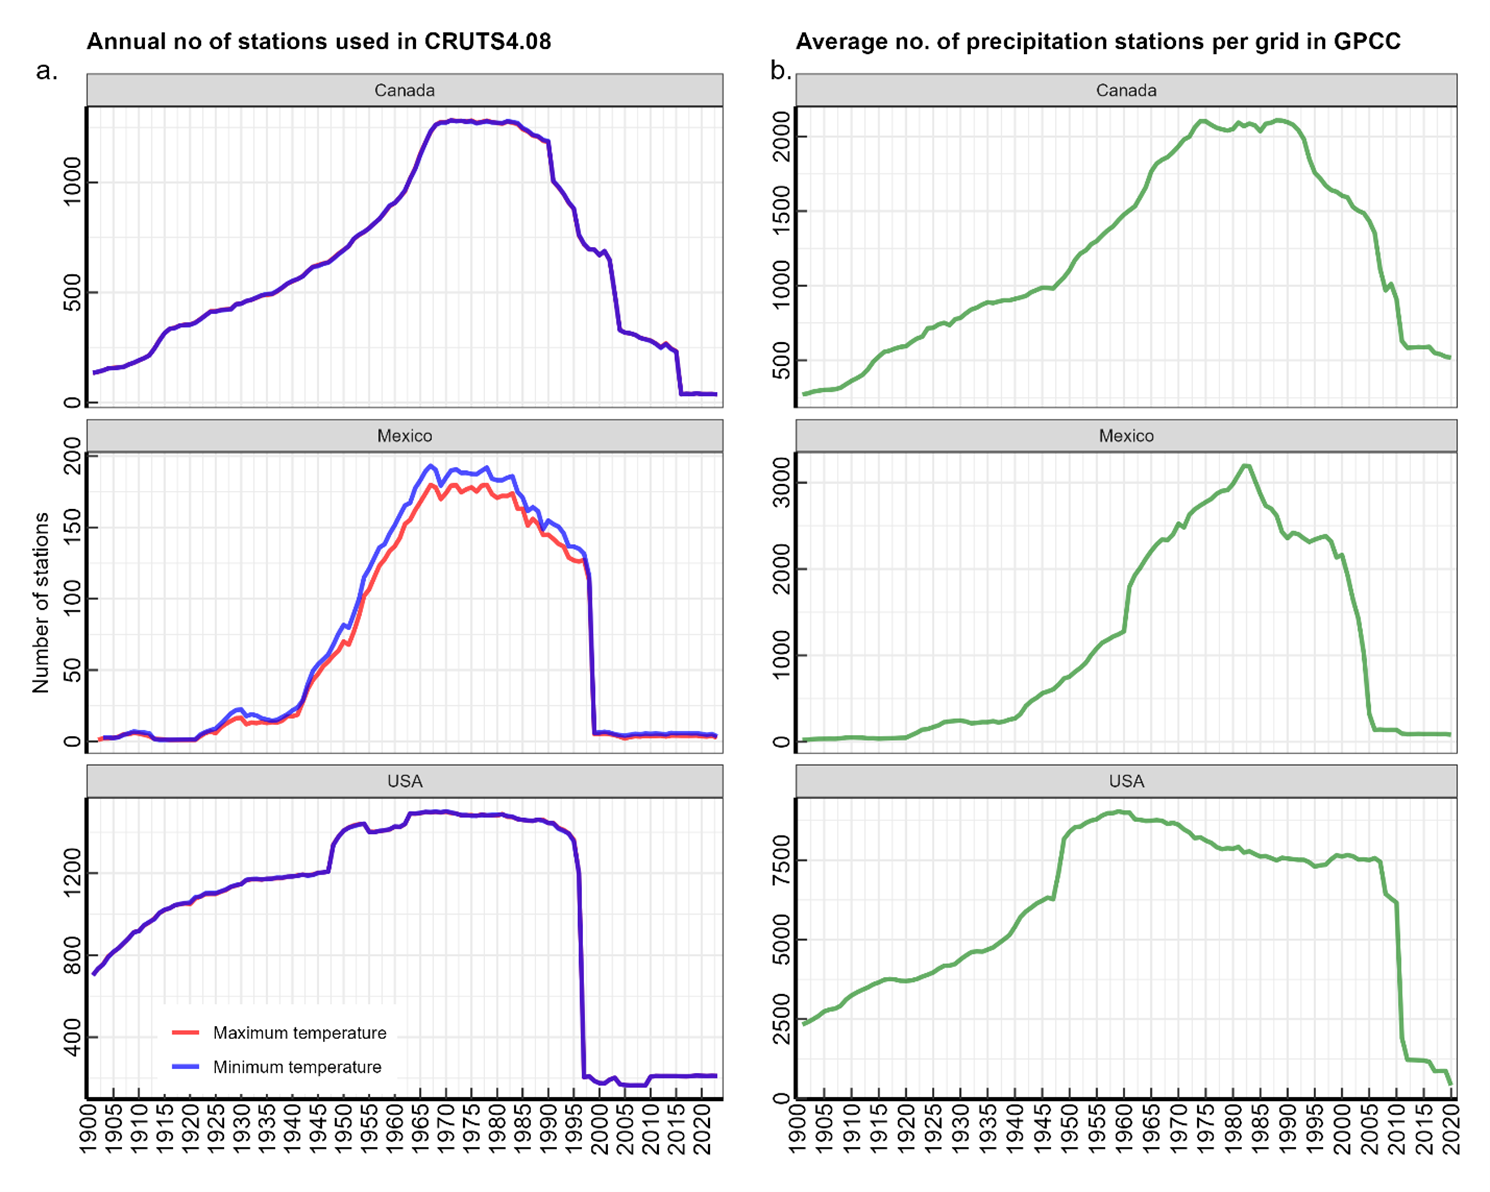 Annual no of stations used in CRUTS4.08
a.
Canada
0
500
1000
Mexico
0
50
100
150
200
Number of stations
USA
400
800
1200
Maximum temperature
Minimum temperature
1900 1905 1910 1915 1920 1925 1930 1935 1940 1945 1950 1955 1960 1965 1970 1975 1980 1985 1990 1995 2000 2005 2010 2015 2020
Average no. of precipitation stations per grid in GPCC
b.
Canada
500
1000
1500
2000
Mexico
0
1000
2000
3000
USA
0
2500
5000
7500
1900 1905 1910 1915 1920 1925 1930 1935 1940 1945 1950 1955 1960 1965 1970 1975 1980 1985 1990 1995 2000 2005 2010 2015 2020